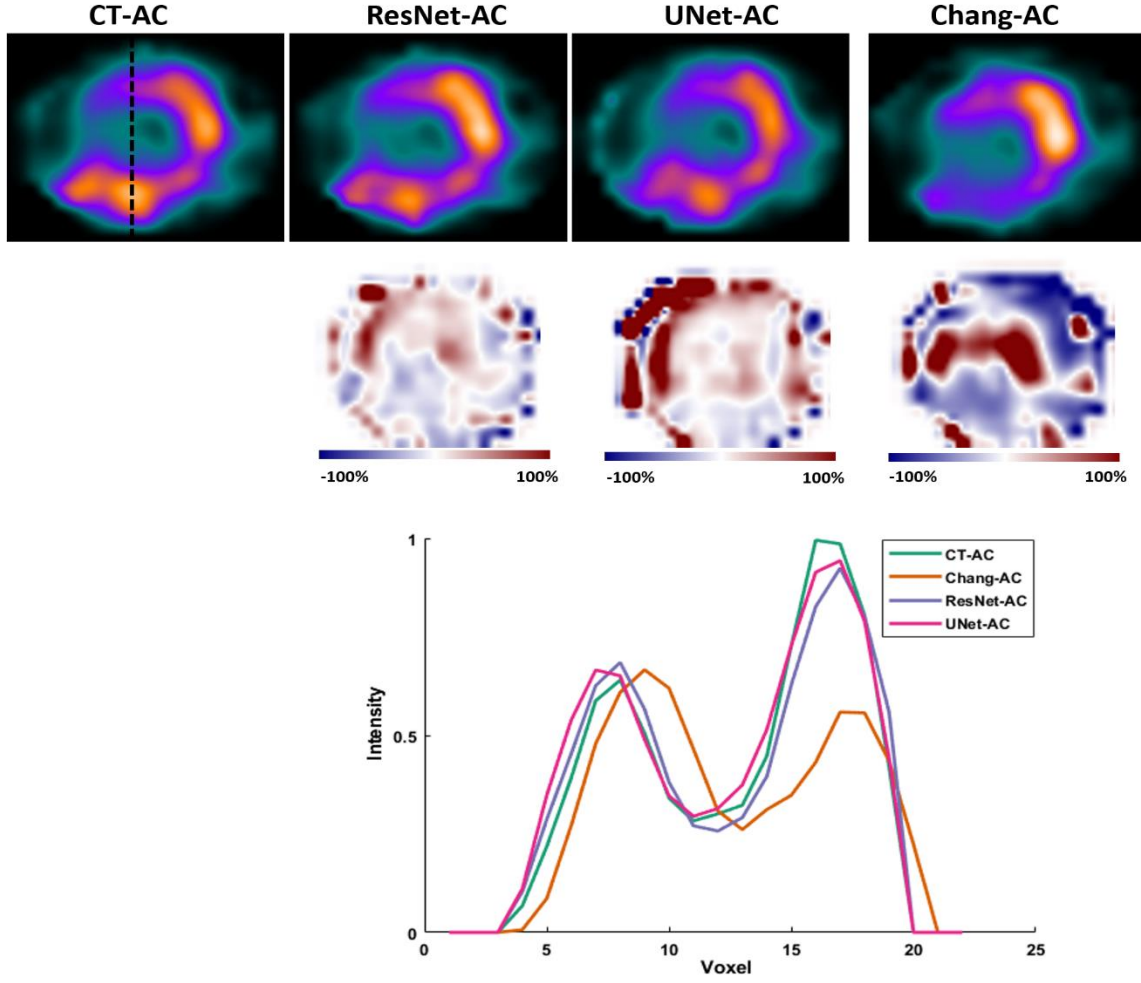 CT-AC ResNet-AC UNet-AC Chang-AC
-100% 100% -100% 100% -100% 100%
1
CT-AC
Chang-AC
ResNet-AC
UNet-AC
0.5
Intensity
0
0 5 10 15 20 25
Voxel